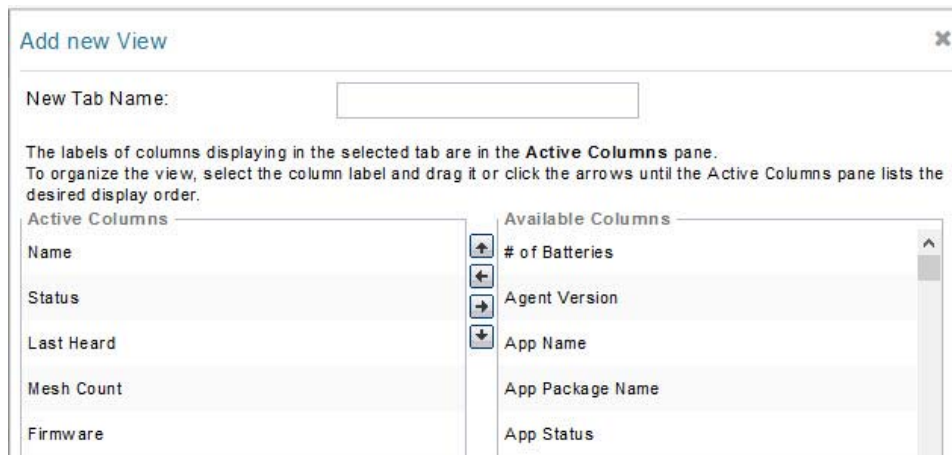 Add new View
New Tab Name:
The labels of columns displaying in the selected tab are in the Active Columns pane.
To organize the view, select the column label and drag it or click the arrows until the Active Columns pane lists the
desired display order.
Active Columns
Name
Status
Last Heard
Mesh Count
Firmware
Available Columns
# of Batteries
Agent Version
App Name
App Package Name
App Status